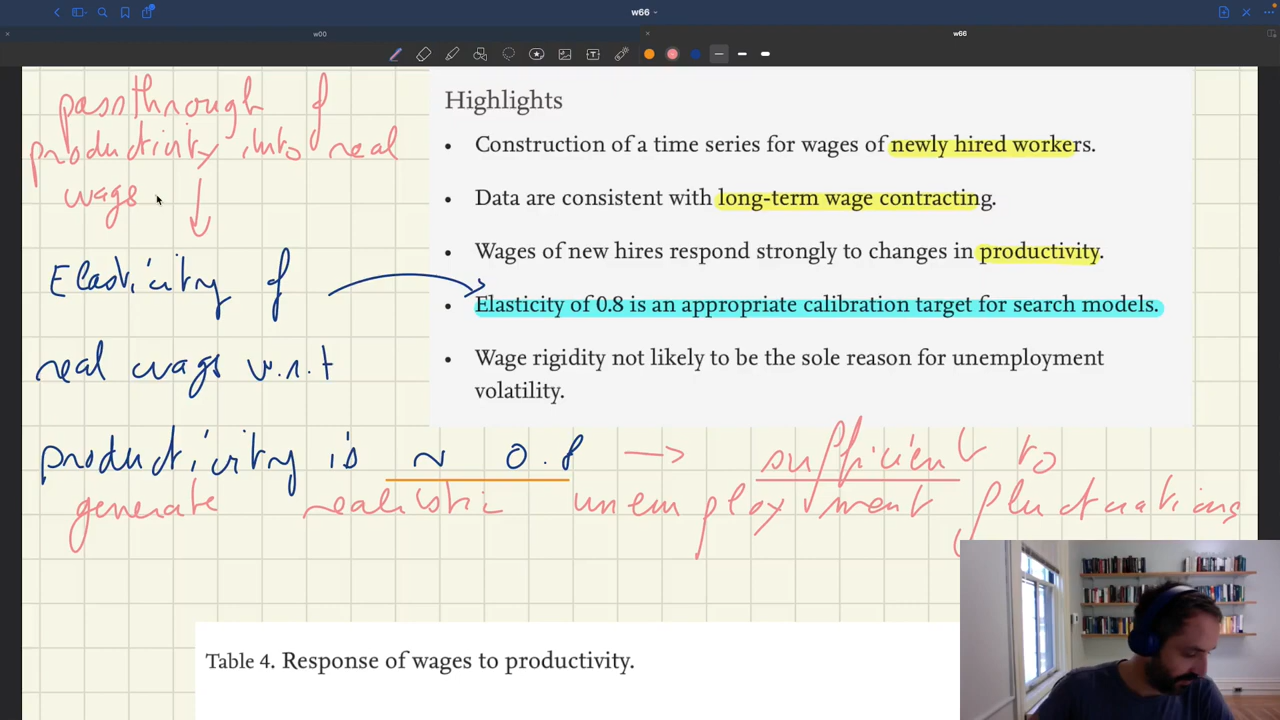 w66
w00
w66
passthrough of
productivity into real
wags
Elasticity of
real wags w.r.t
productivity is ~ 0.8 → sufficient to
generate realistic unemployment fluctuations
Highlights
• Construction of a time series for wages of newly hired workers.
• Data are consistent with long-term wage contracting.
• Wages of new hires respond strongly to changes in productivity.
• Elasticity of 0.8 is an appropriate calibration target for search models.
• Wage rigidity not likely to be the sole reason for unemployment
volatility.
Table 4. Response of wages to productivity.